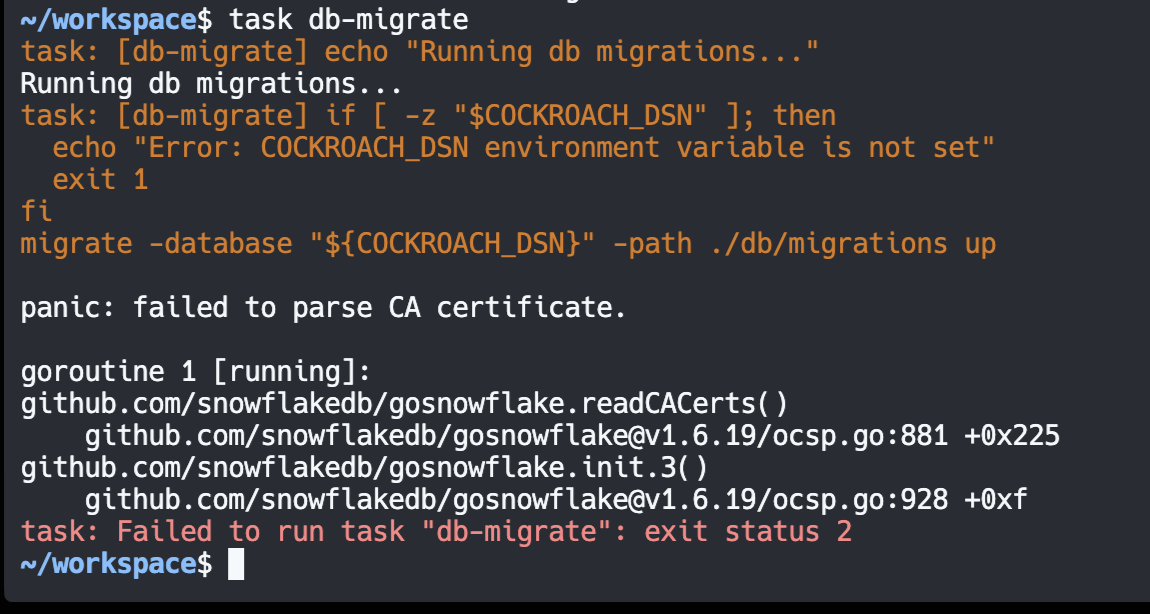 ~/workspace$ task db-migrate
task: [db-migrate] echo "Running db migrations..."
Running db migrations...
task: [db-migrate] if [ -z "$COCKROACH_DSN" ]; then
  echo "Error: COCKROACH_DSN environment variable is not set"
  exit 1
fi
migrate -database "${COCKROACH_DSN}" -path ./db/migrations up

panic: failed to parse CA certificate.

goroutine 1 [running]:
github.com/snowflakedb/gosnowflake.readCACerts()
    github.com/snowflakedb/gosnowflake@v1.6.19/ocsp.go:881 +0x225
github.com/snowflakedb/gosnowflake.init.3()
    github.com/snowflakedb/gosnowflake@v1.6.19/ocsp.go:928 +0xf
task: Failed to run task "db-migrate": exit status 2
~/workspace$